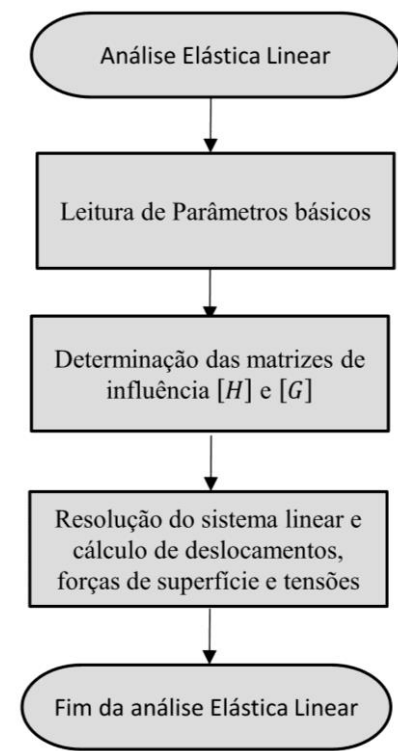 Análise Elástica Linear
Leitura de Parâmetros básicos
Determinação das matrizes de
influência [H] e [G]
Resolução do sistema linear e
cálculo de deslocamentos,
forças de superfície e tensões
Fim da análise Elástica Linear